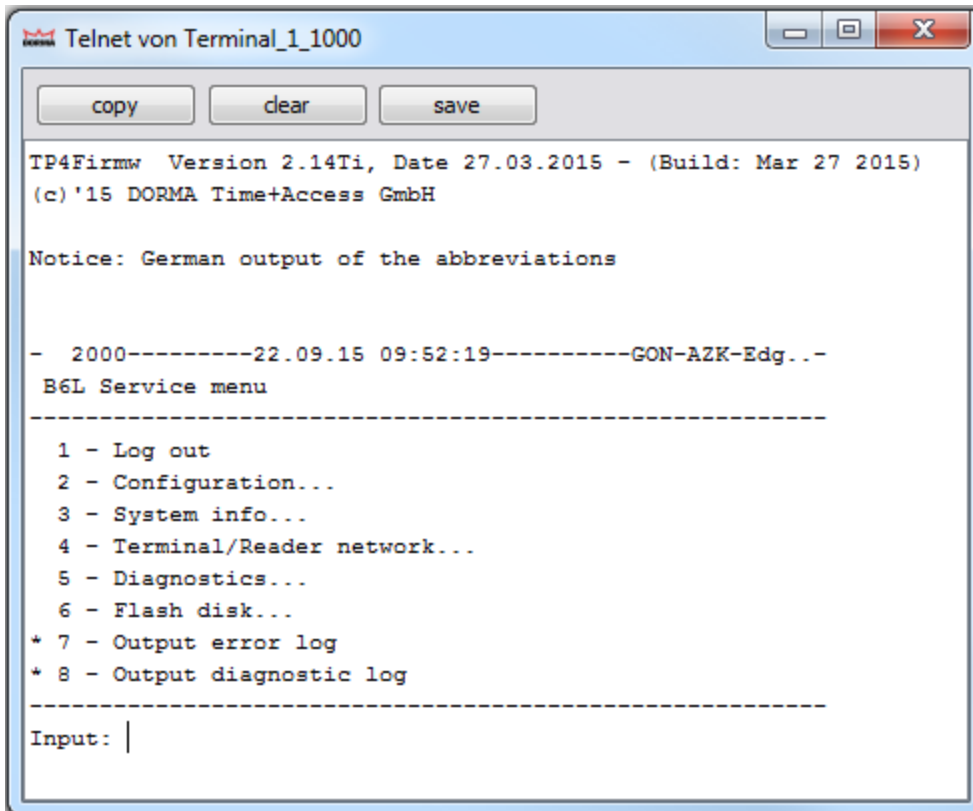 Telnet von Terminal_1_1000
copy clear save
TP4Firmw  Version 2.14Ti, Date 27.03.2015 - (Build: Mar 27 2015)
(c)'15 DORMA Time+Access GmbH
Notice: German output of the abbreviations
-  2000---------22.09.15 09:52:19----------GON-AZK-Edg..-
B6L Service menu
---------------------------------------------------------
1 - Log out
2 - Configuration...
3 - System info...
4 - Terminal/Reader network...
5 - Diagnostics...
6 - Flash disk...
* 7 - Output error log
* 8 - Output diagnostic log
---------------------------------------------------------
Input: